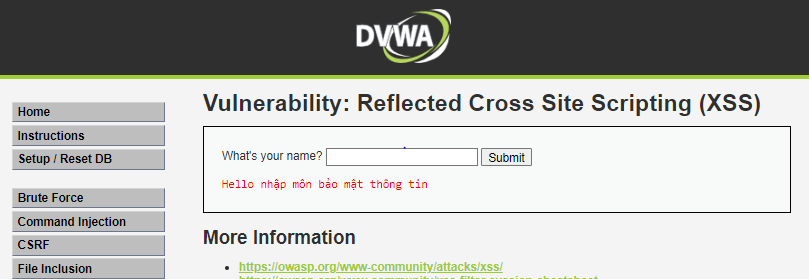 DVWA
Vulnerability: Reflected Cross Site Scripting (XSS)
Home
Instructions
Setup / Reset DB
Brute Force
Command Injection
CSRF
File Inclusion
What's your name? Submit
Hello nhập môn bảo mật thông tin
More Information
https://owasp.org/www-community/attacks/xss/